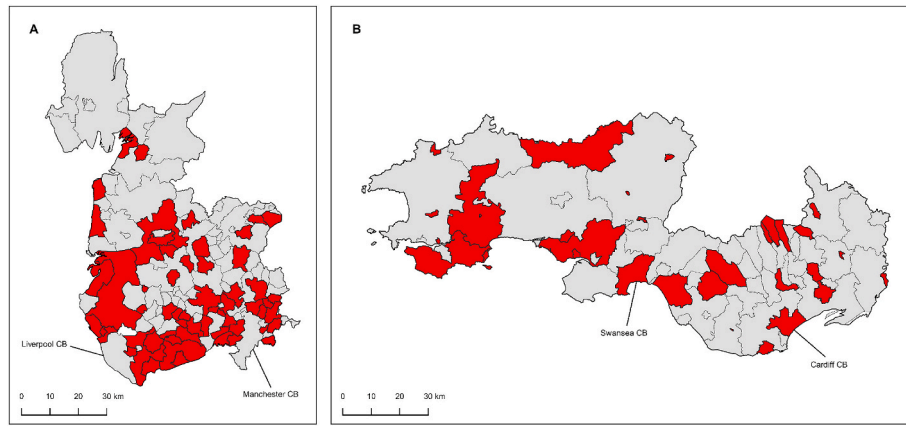 A
Liverpool CB
Manchester CB
0 10 20 30 km
B
Swansea CB
Cardiff CB
0 10 20 30 km